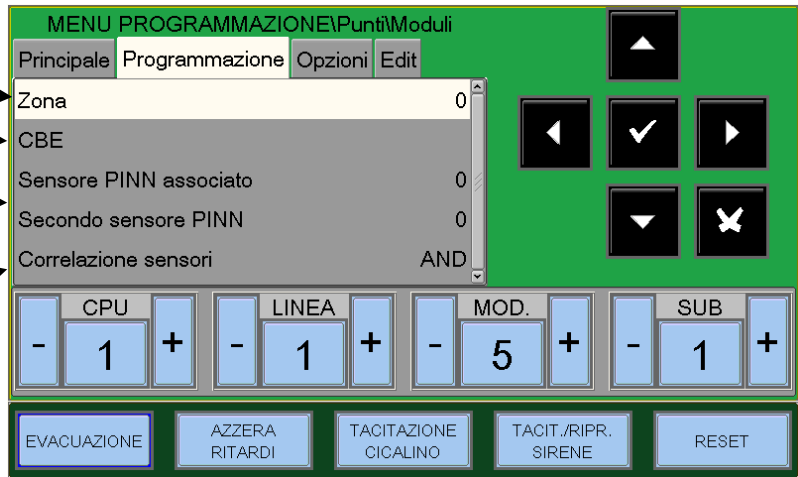 MENU PROGRAMMAZIONE\Punti\Moduli
Principale Programmazione Opzioni Edit
Zona 0
CBE
Sensore PINN associato 0
Secondo sensore PINN 0
Correlazione sensori AND
CPU LINEA MOD. SUB
- 1 + - 1 + - 5 + - 1 +
EVACUAZIONE
AZZERA
RITARDI
TACITAZIONE
CICALINO
TACIT./RIPR.
SIRENE
RESET